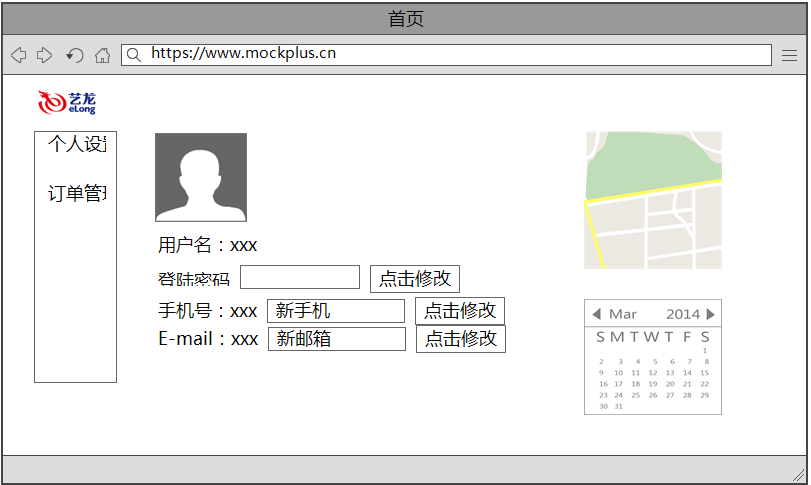 首页
https://www.mockplus.cn
艺龙
eLong
个人设置
订单管理
用户名：xxx
登陆密码 点击修改
手机号：xxx 新手机 点击修改
E-mail：xxx 新邮箱 点击修改
Mar 2014
S M T W T F S
1
2 3 4 5 6 7 8
9 10 11 12 13 14 15
16 17 18 19 20 21 22
23 24 25 26 27 28 29
30 31